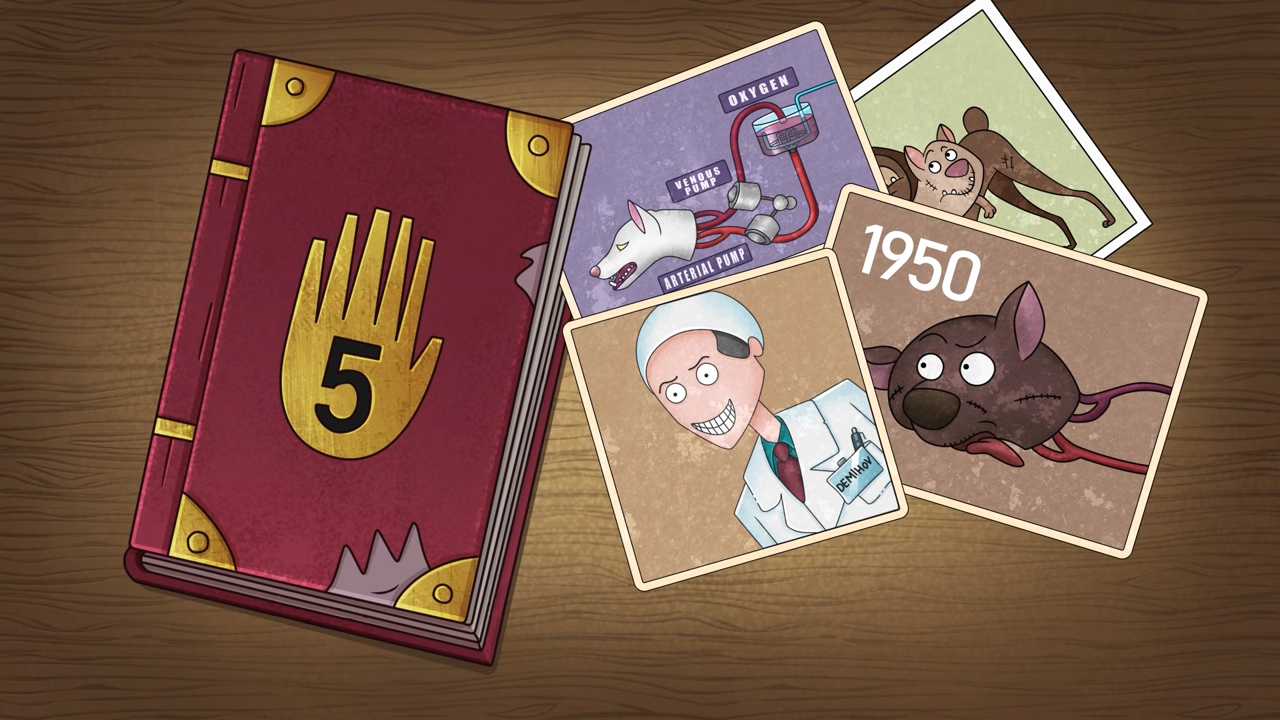 5
OXYGEN
VENOUS
PUMP
ARTERIAL PUMP
1950
DEMIHOV